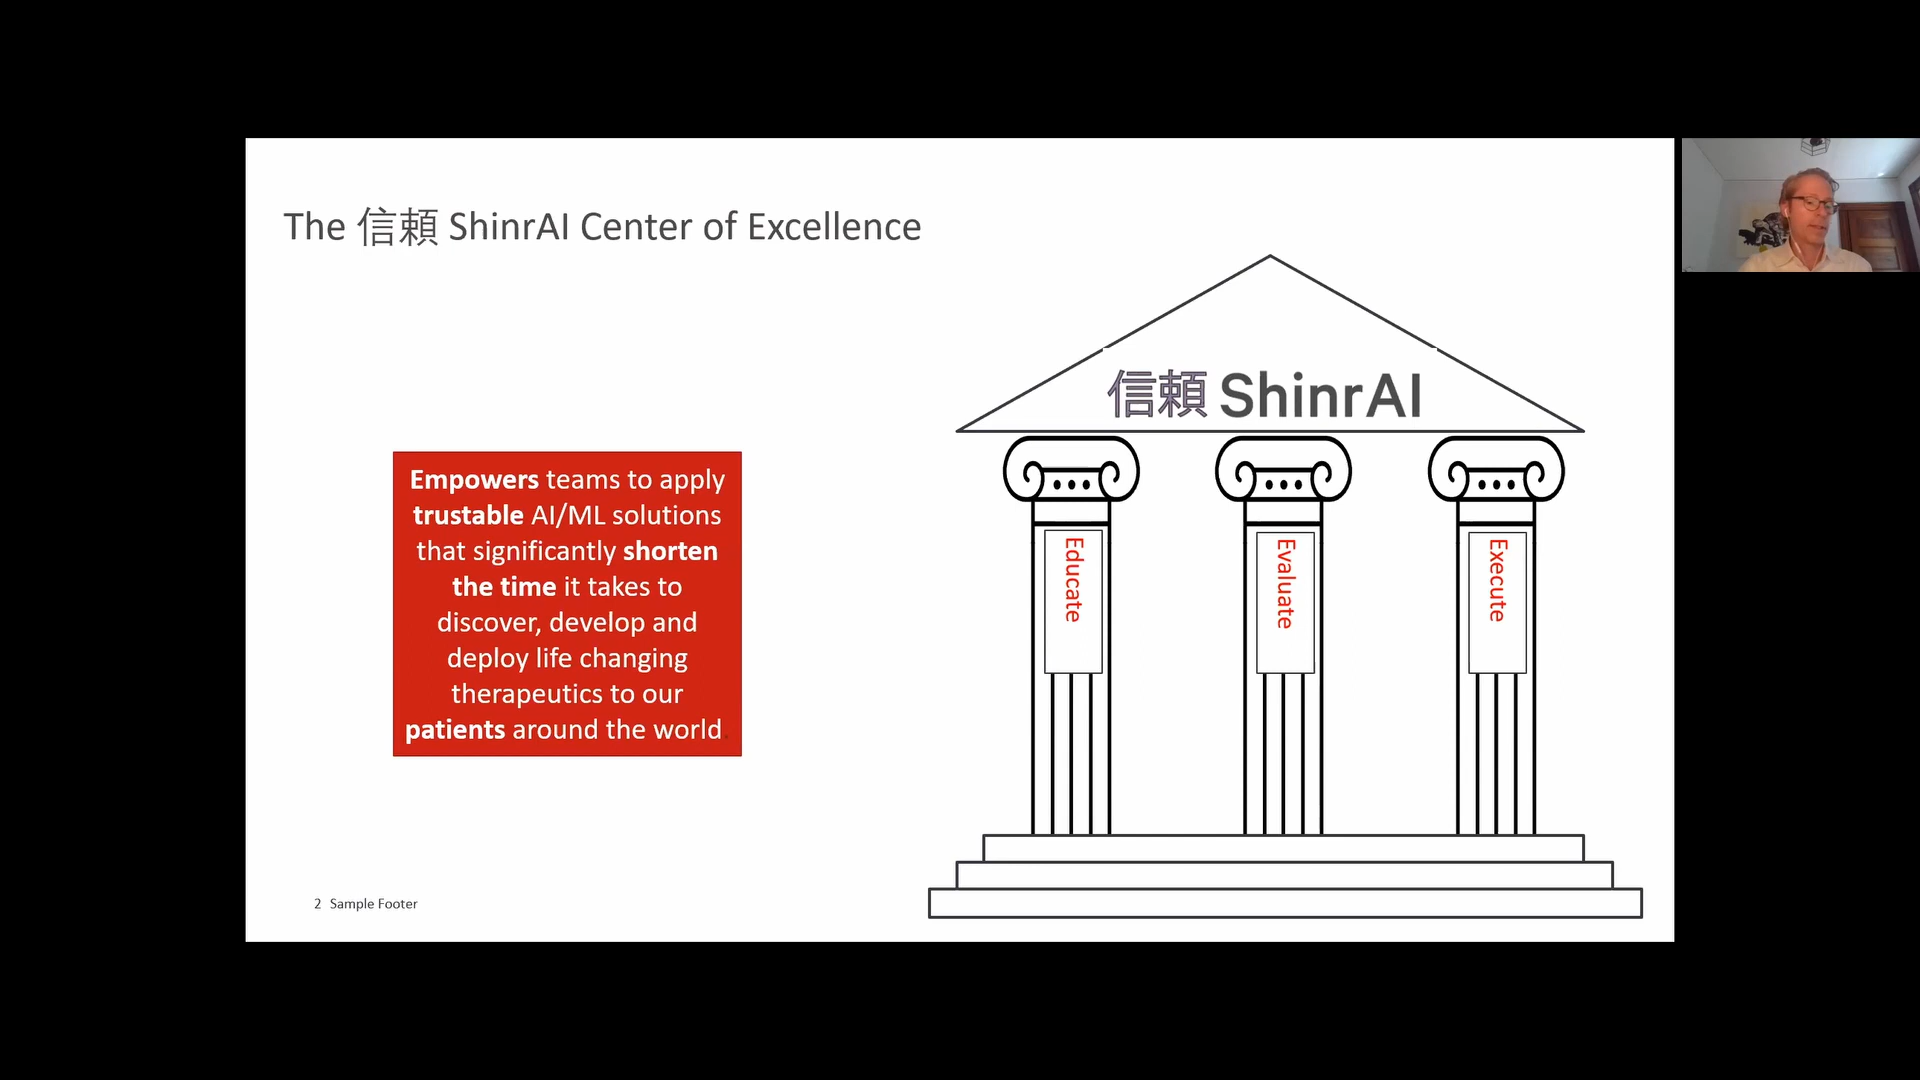 The 信頼 ShinrAI Center of Excellence
信頼 ShinrAI
Empowers teams to apply
trustable AI/ML solutions
that significantly shorten
the time it takes to
discover, develop and
deploy life changing
therapeutics to our
patients around the world.
Educate
Evaluate
Execute
2 Sample Footer